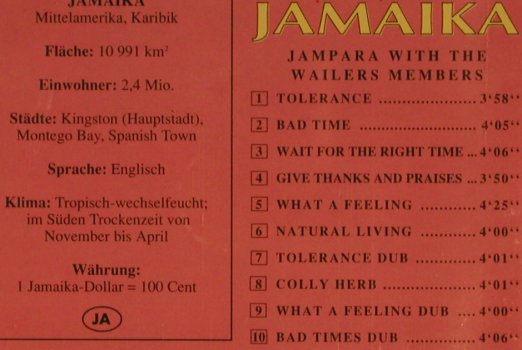 JAMAIKA
Mittelamerika, Karibik
Fläche: 10 991 km²
Einwohner: 2,4 Mio.
Städte: Kingston (Hauptstadt),
Montego Bay, Spanish Town
Sprache: Englisch
Klima: Tropisch-wechselfeucht;
im Süden Trockenzeit von
November bis April
Währung:
1 Jamaika-Dollar = 100 Cent
JA
JAMAIKA
JAMPARA WITH THE
WAILERS MEMBERS
1 TOLERANCE .................. 3‘58‘‘
2 BAD TIME ..................... 4‘05‘‘
3 WAIT FOR THE RIGHT TIME ... 4‘06‘‘
4 GIVE THANKS AND PRAISES ... 3‘50‘‘
5 WHAT A FEELING ............ 4‘25‘‘
6 NATURAL LIVING ............ 4‘00‘‘
7 TOLERANCE DUB ............ 4‘01‘‘
8 COLLY HERB .................. 4‘01‘‘
9 WHAT A FEELING DUB .... 4‘00‘‘
10 BAD TIMES DUB .............. 4‘06‘‘